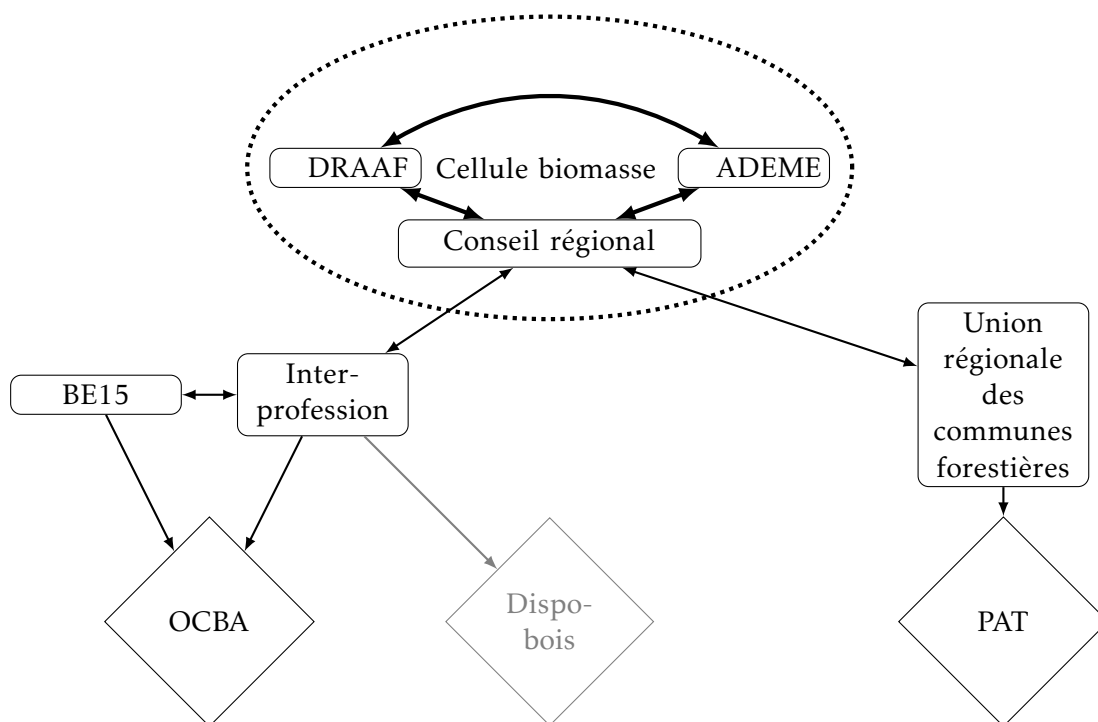 DRAAF
Cellule biomasse
ADEME
Conseil régional
Union
régionale
des
communes
forestières
Inter-
profession
BE15
OCBA
Dispo-
bois
PAT